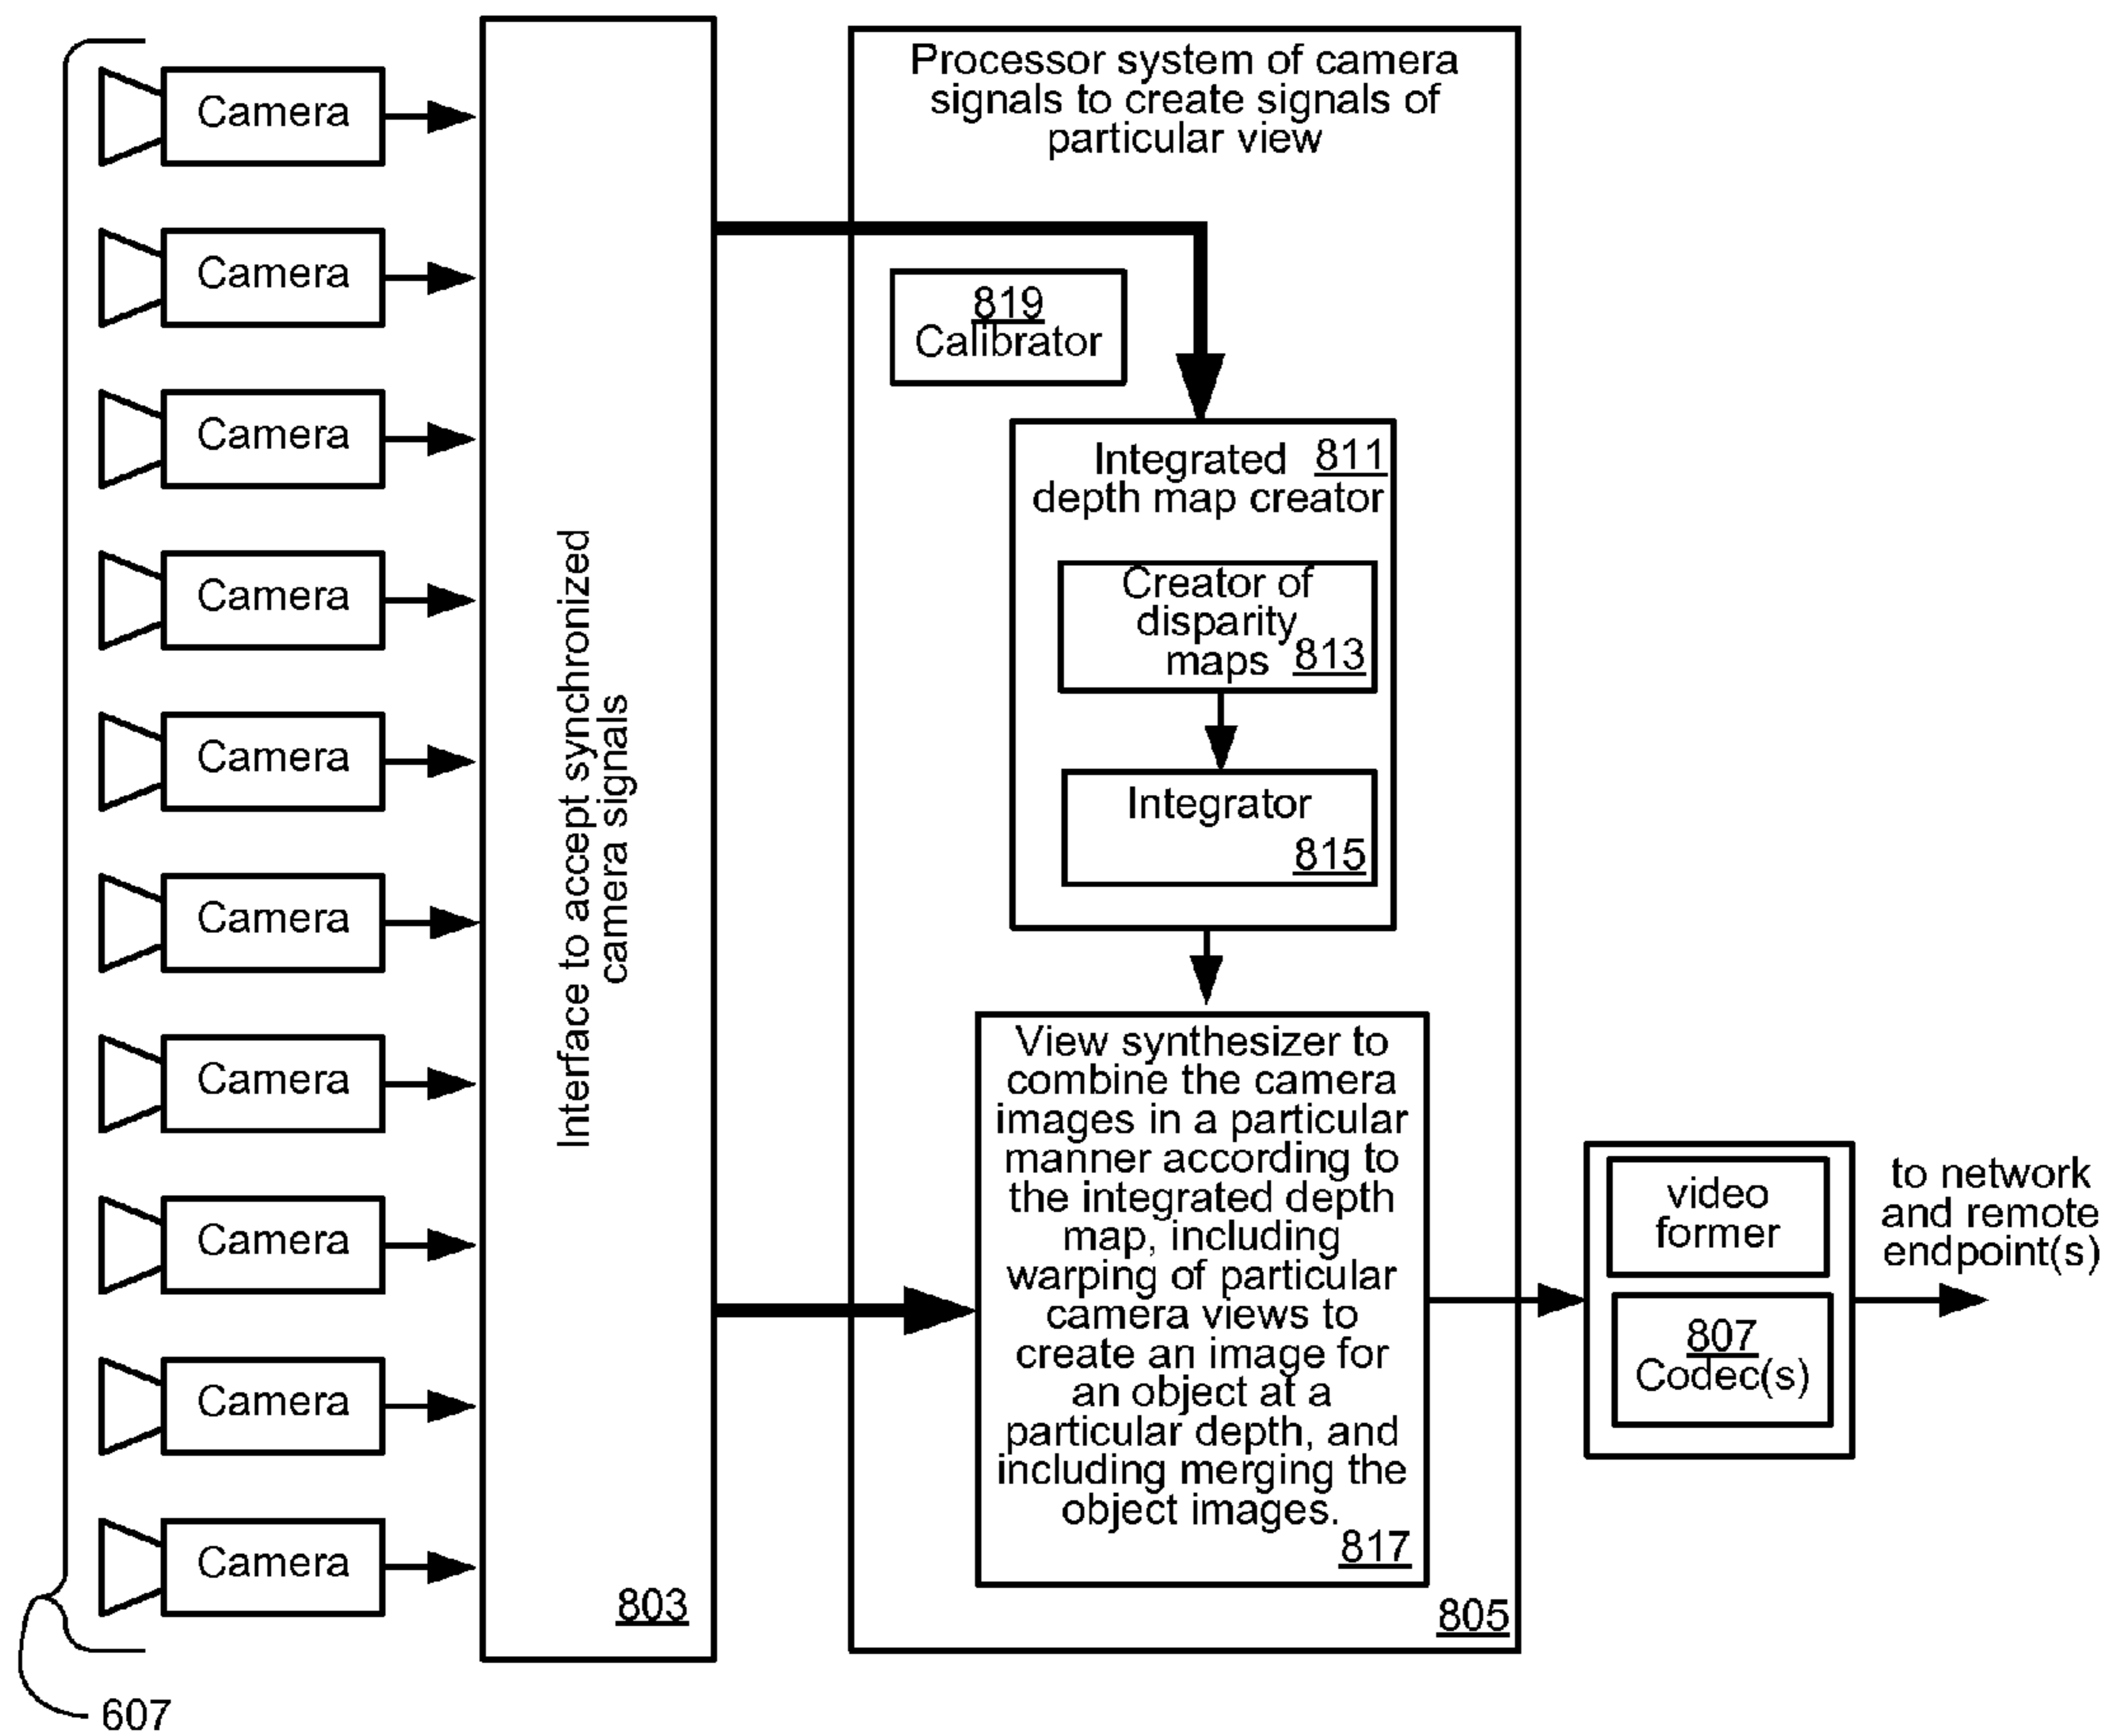 Camera
Camera
Camera
Camera
Camera
Camera
Camera
Camera
Camera
Camera
607
Interface to accept synchronized
camera signals
803
Processor system of camera
signals to create signals of
particular view
819
Calibrator
Integrated 811
depth map creator
Creator of
disparity
maps 813
Integrator
815
View synthesizer to
combine the camera
images in a particular
manner according to
the integrated depth
map, including
warping of particular
camera views to
create an image for
an object at a
particular depth, and
including merging the
object images.
817
805
video
former
807
Codec(s)
to network
and remote
endpoint(s)